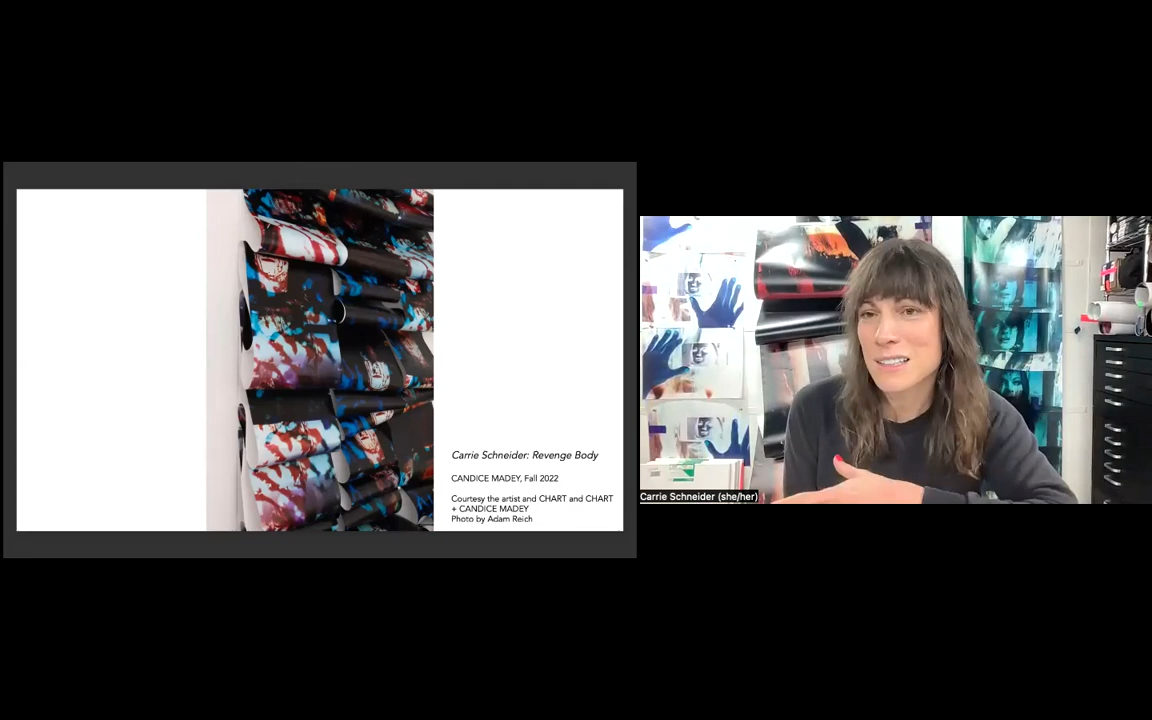 Carrie Schneider: Revenge Body
CANDICE MADEY, Fall 2022
Courtesy the artist and CHART and CHART
+ CANDICE MADEY
Photo by Adam Reich
Carrie Schneider (she/her)